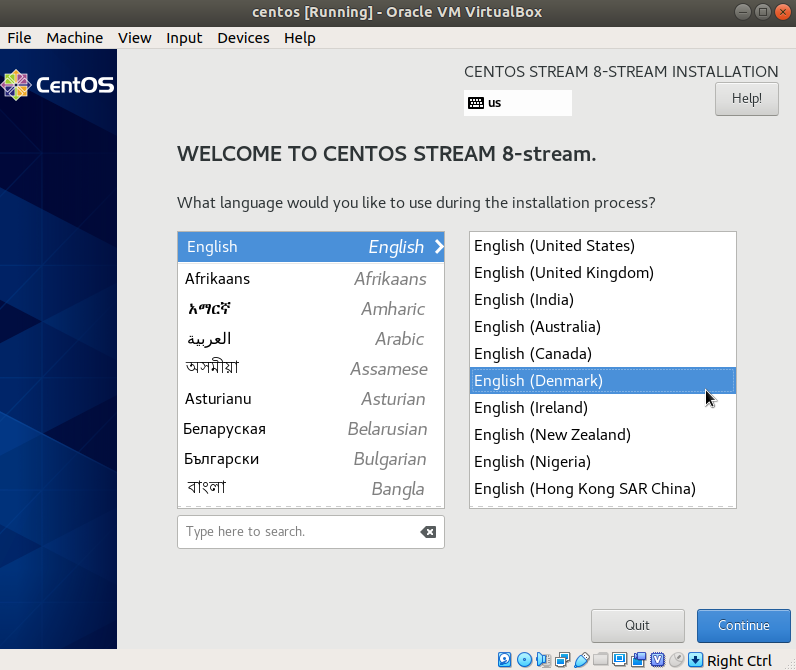 centos [Running] - Oracle VM VirtualBox
File Machine View Input Devices Help
CentOS
CENTOS STREAM 8-STREAM INSTALLATION
us
Help!
WELCOME TO CENTOS STREAM 8-stream.
What language would you like to use during the installation process?
English English
Afrikaans Afrikaans
አማርኛ Amharic
العربية Arabic
অসমীয়া Assamese
Asturianu Asturian
Беларуская Belarusian
Български Bulgarian
বাংলা Bangla
Type here to search.
English (United States)
English (United Kingdom)
English (India)
English (Australia)
English (Canada)
English (Denmark)
English (Ireland)
English (New Zealand)
English (Nigeria)
English (Hong Kong SAR China)
Quit
Continue
Right Ctrl